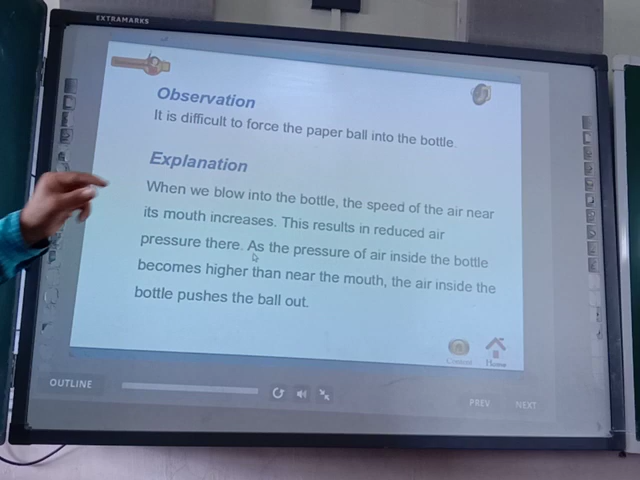 EXTRAMARKS
Observation
It is difficult to force the paper ball into the bottle.
Explanation
When we blow into the bottle, the speed of the air near
its mouth increases. This results in reduced air
pressure there. As the pressure of air inside the bottle
becomes higher than near the mouth, the air inside the
bottle pushes the ball out.
Content Home
OUTLINE
PREV NEXT